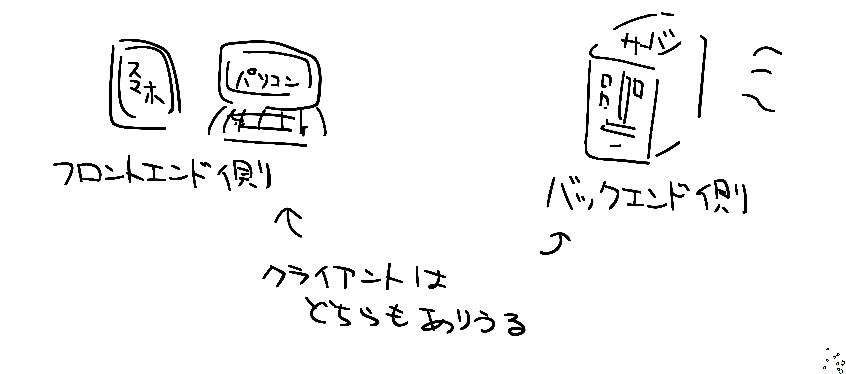 スマホ
パソコン
サーバ
フロントエンド側
バックエンド側
クライアントは
どちらもありうる